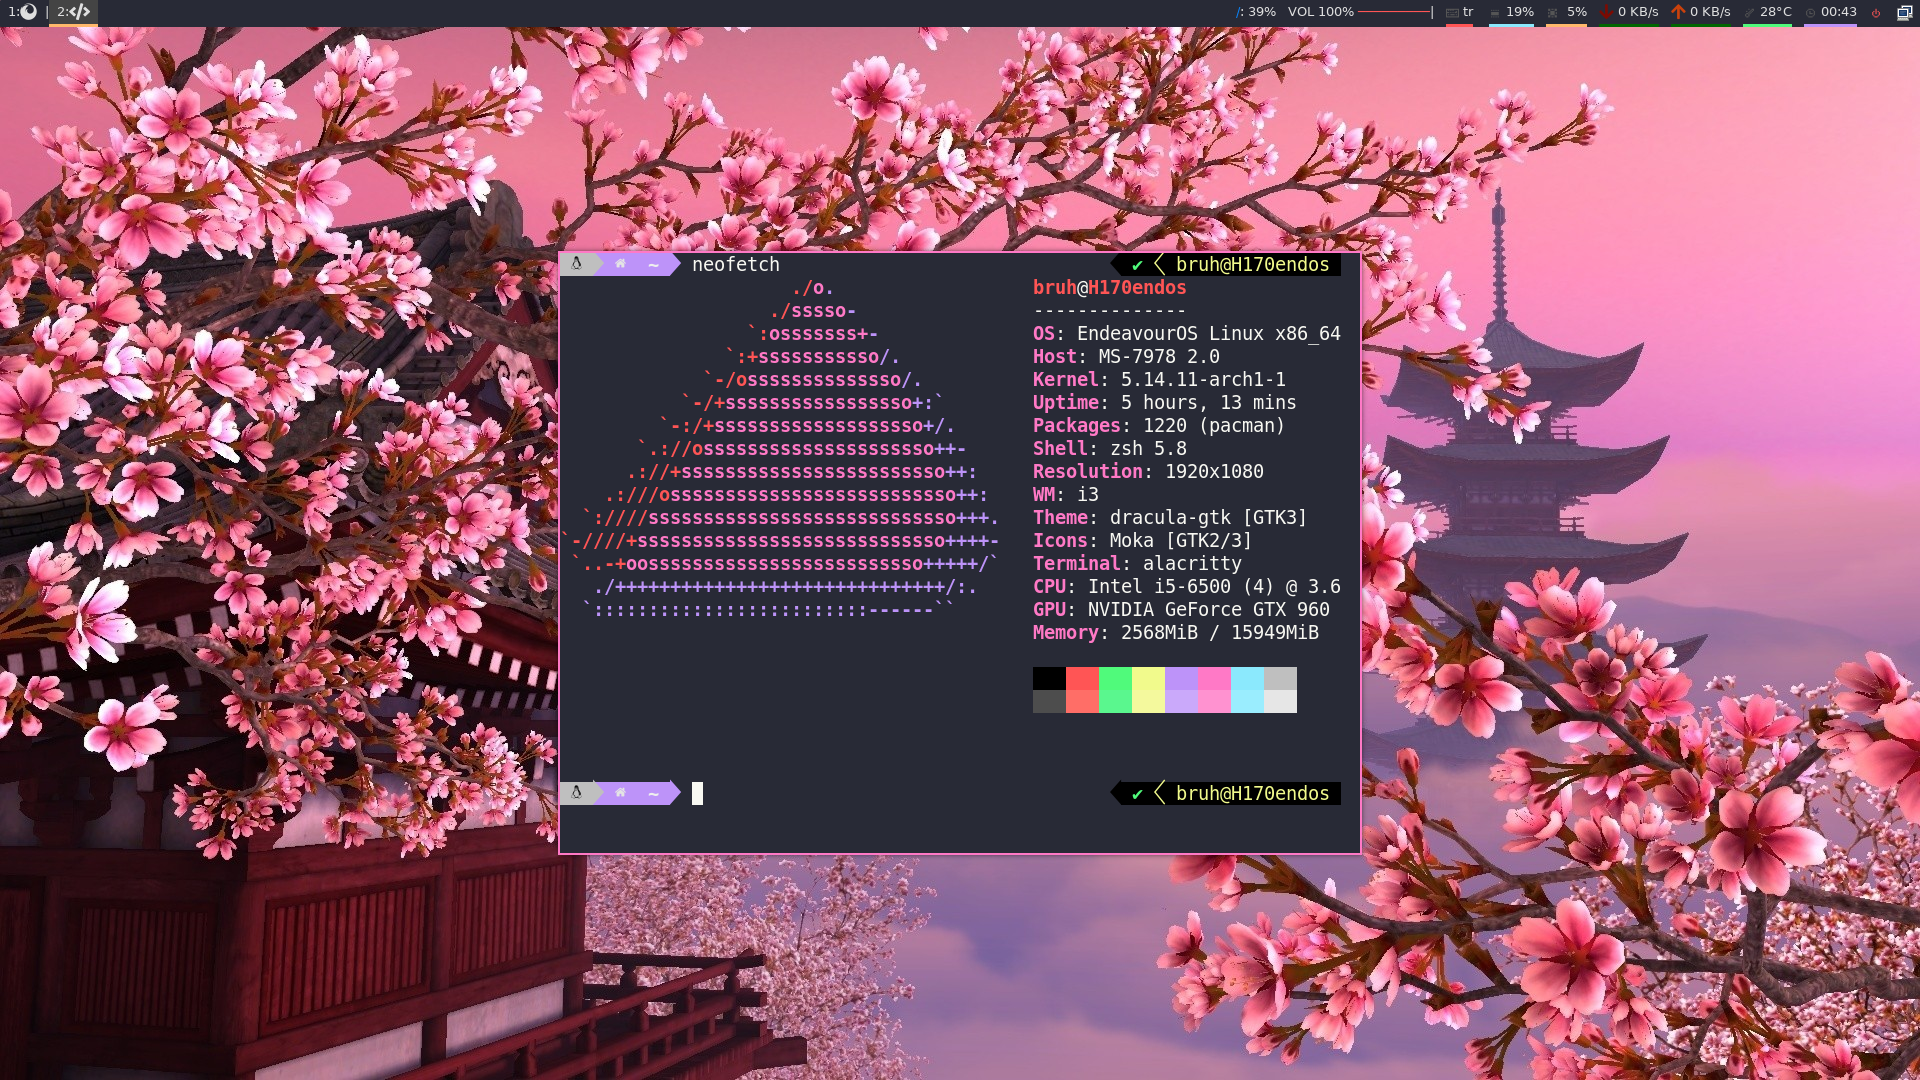 1: | 2:</> /: 39% VOL 100% tr 19% 5% 0 KB/s 0 KB/s 28°C 00:43
~ neofetch ✔ bruh@H170endos
./o. bruh@H170endos
./sssso- --------------
`:osssssss+- OS: EndeavourOS Linux x86_64
`:+sssssssssso/. Host: MS-7978 2.0
`-/ossssssssssssso/. Kernel: 5.14.11-arch1-1
`-/+sssssssssssssssso+:` Uptime: 5 hours, 13 mins
`-:/+sssssssssssssssssso+/. Packages: 1220 (pacman)
`.://osssssssssssssssssssso++- Shell: zsh 5.8
.://+ssssssssssssssssssssssso++: Resolution: 1920x1080
.:///ossssssssssssssssssssssssso++: WM: i3
`:////ssssssssssssssssssssssssssso+++. Theme: dracula-gtk [GTK3]
`-////+ssssssssssssssssssssssssssso++++- Icons: Moka [GTK2/3]
`..-+oosssssssssssssssssssssssso+++++/` Terminal: alacritty
./++++++++++++++++++++++++++++++/:. CPU: Intel i5-6500 (4) @ 3.6
`:::::::::::::::::::::::::------`` GPU: NVIDIA GeForce GTX 960
Memory: 2568MiB / 15949MiB
~ ✔ bruh@H170endos